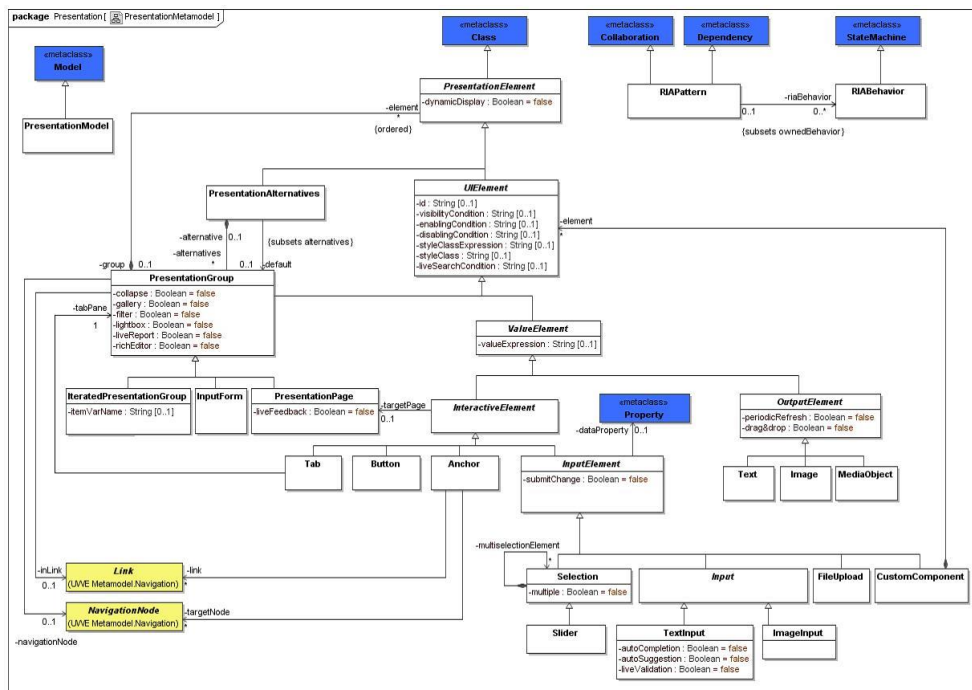 package Presentation [ PresentationMetamodel ]
«metaclass»
Model
PresentationModel
«metaclass»
Class
«metaclass»
Collaboration
«metaclass»
Dependency
«metaclass»
StateMachine
PresentationElement
-dynamicDisplay : Boolean = false
-element
*
{ordered}
RIAPattern
-riaBehavior
0..1
0..*
{subsets ownedBehavior}
RIABehavior
PresentationAlternatives
-alternative
0..1
{subsets alternatives}
-alternatives
*
0..1
-default
-group
0..1
UIElement
-id : String [0..1]
-visibilityCondition : String [0..1]
-enablingCondition : String [0..1]
-disablingCondition : String [0..1]
-styleClassExpression : String [0..1]
-styleClass : String [0..1]
-liveSearchCondition : String [0..1]
-element
*
PresentationGroup
-collapse : Boolean = false
-gallery : Boolean = false
-filter : Boolean = false
-lightbox : Boolean = false
-liveReport : Boolean = false
-richEditor : Boolean = false
-tabPane
1
ValueElement
-valueExpression : String [0..1]
IteratedPresentationGroup
-itemVarName : String [0..1]
InputForm
PresentationPage
-liveFeedback : Boolean = false
-targetPage
0..1
InteractiveElement
«metaclass»
Property
-dataProperty
0..1
OutputElement
-periodicRefresh : Boolean = false
-drag&drop : Boolean = false
Tab
Button
Anchor
InputElement
-submitChange : Boolean = false
Text
Image
MediaObject
-multiselectionElement
*
Link
(UWE Metamodel.Navigation)
-inLink
0..1
-link
*
Selection
-multiple : Boolean = false
Input
FileUpload
CustomComponent
NavigationNode
(UWE Metamodel.Navigation)
0..1
-targetNode
*
-navigationNode
Slider
TextInput
-autoCompletion : Boolean = false
-autoSuggestion : Boolean = false
-liveValidation : Boolean = false
ImageInput